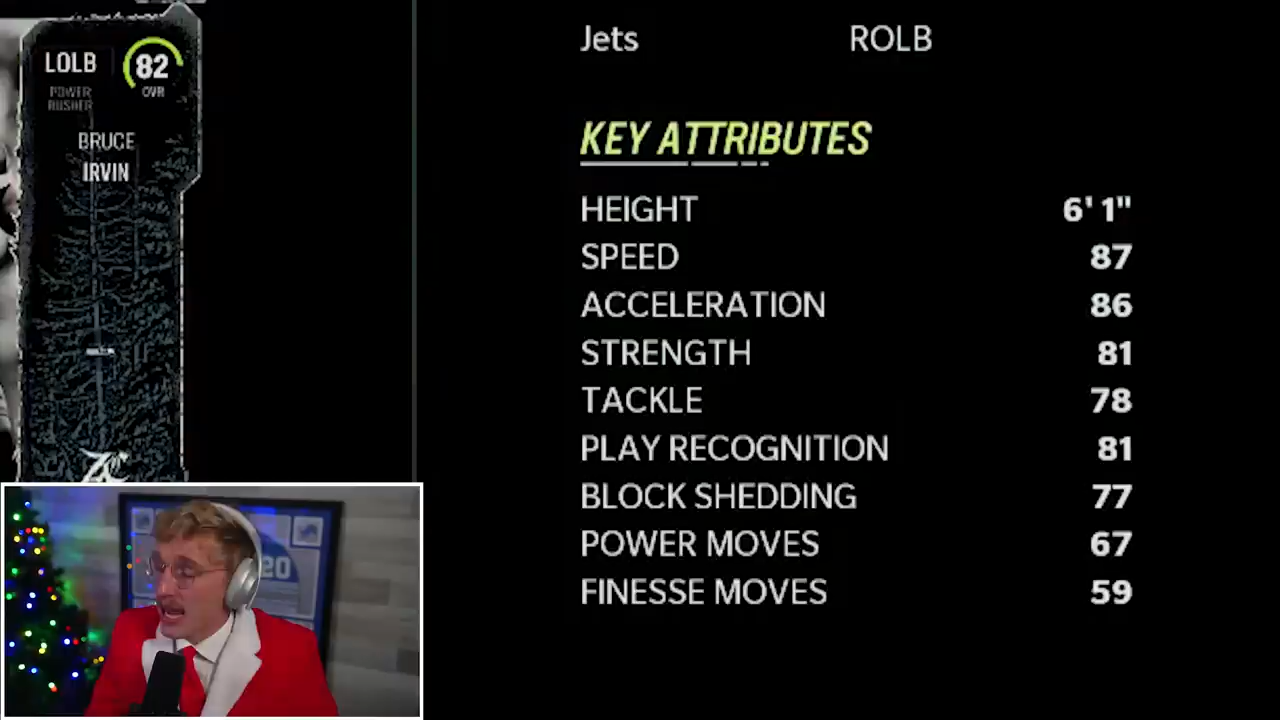 LOLB 82
OVR
POWER
RUSHER
BRUCE
IRVIN
Jets ROLB
KEY ATTRIBUTES
HEIGHT 6' 1"
SPEED 87
ACCELERATION 86
STRENGTH 81
TACKLE 78
PLAY RECOGNITION 81
BLOCK SHEDDING 77
POWER MOVES 67
FINESSE MOVES 59
20